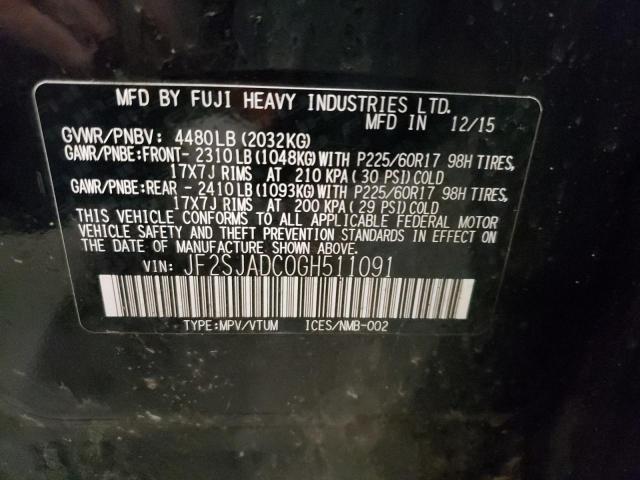 MFD BY FUJI HEAVY INDUSTRIES LTD.
MFD IN 12/15
GVWR/PNBV: 4480LB (2032KG)
GAWR/PNBE:FRONT- 2310LB (1048KG) WITH P225/60R17 98H TIRES,
17X7J RIMS AT 210 KPA ( 30 PSI) COLD
GAWR/PNBE:REAR - 2410LB (1093KG) WITH P225/60R17 98H TIRES,
17X7J RIMS AT 200 KPA ( 29 PSI) COLD
THIS VEHICLE CONFORMS TO ALL APPLICABLE FEDERAL MOTOR
VEHICLE SAFETY AND THEFT PREVENTION STANDARDS IN EFFECT ON
THE DATE OF MANUFACTURE SHOWN ABOVE.
VIN: JF2SJADC0GH511091
TYPE:MPV/VTUM ICES/NMB-002